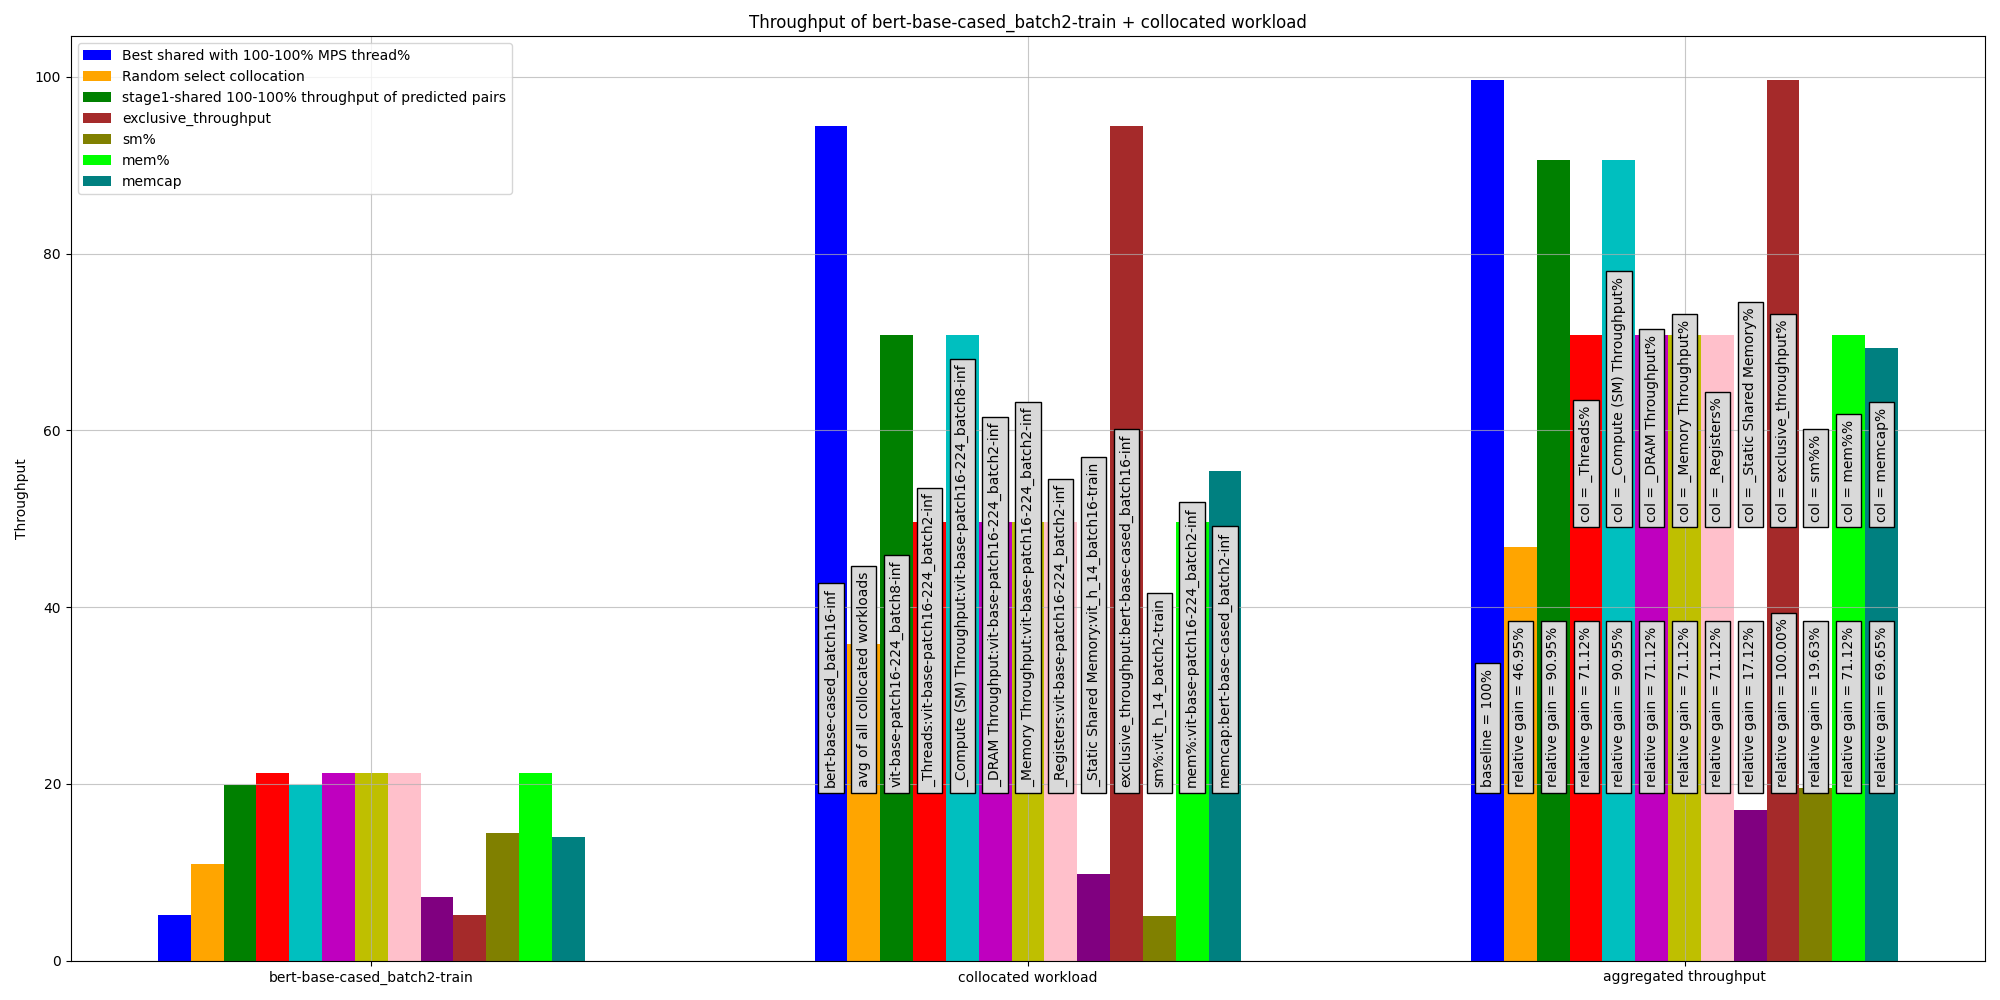 Throughput of bert-base-cased_batch2-train + collocated workload
Best shared with 100-100% MPS thread%
Random select collocation
stage1-shared 100-100% throughput of predicted pairs
exclusive_throughput
sm%
mem%
memcap
Throughput
100
80
60
40
20
0
bert-base-cased_batch16-inf
avg of all collocated workloads
vit-base-patch16-224_batch8-inf
_Threads:vit-base-patch16-224_batch2-inf
_Compute (SM) Throughput:vit-base-patch16-224_batch8-inf
_DRAM Throughput:vit-base-patch16-224_batch2-inf
_Memory Throughput:vit-base-patch16-224_batch2-inf
_Registers:vit-base-patch16-224_batch2-inf
_Static Shared Memory:vit_h_14_batch16-train
exclusive_throughput:bert-base-cased_batch16-inf
sm%:vit_h_14_batch2-train
mem%:vit-base-patch16-224_batch2-inf
memcap:bert-base-cased_batch2-inf
col = _Threads%
col = _Compute (SM) Throughput%
col = _DRAM Throughput%
col = _Memory Throughput%
col = _Registers%
col = _Static Shared Memory%
col = exclusive_throughput%
col = sm%%
col = mem%%
col = memcap%
baseline = 100%
relative gain = 46.95%
relative gain = 90.95%
relative gain = 71.12%
relative gain = 90.95%
relative gain = 71.12%
relative gain = 71.12%
relative gain = 71.12%
relative gain = 17.12%
relative gain = 100.00%
relative gain = 19.63%
relative gain = 71.12%
relative gain = 69.65%
bert-base-cased_batch2-train
collocated workload
aggregated throughput